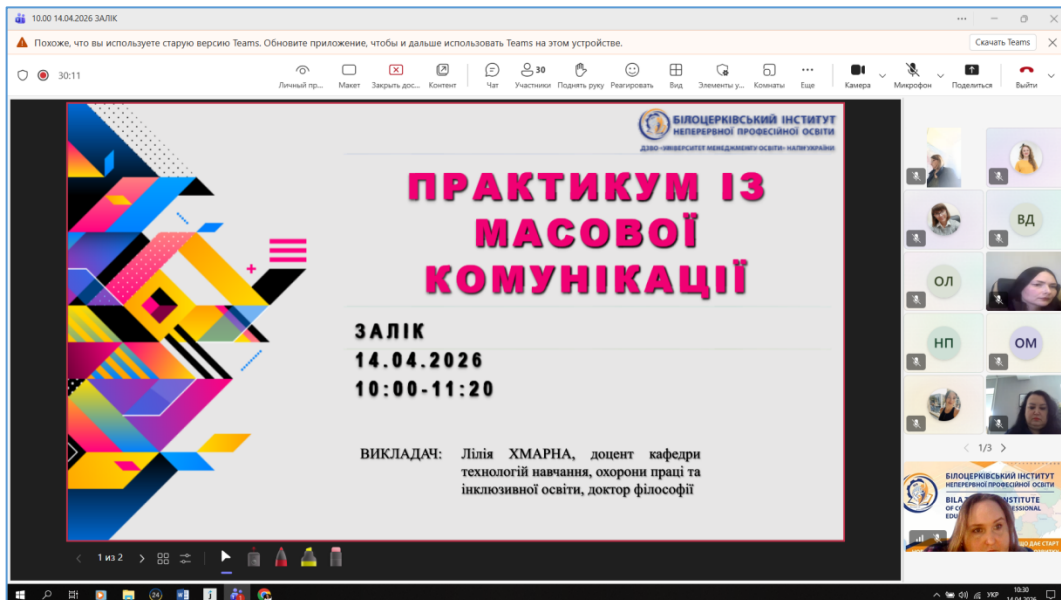 10.00 14.04.2026 ЗАЛІК
Похоже, что вы используете старую версию Teams. Обновите приложение, чтобы и дальше использовать Teams на этом устройстве.
Скачать Teams
30:11
Личный пр...
Макет
Закрыть дос...
Контент
Чат
30
Участники
Поднять руку
Реагировать
Вид
Элементы у...
Комнаты
Еще
Камера
Микрофон
Поделиться
Выйти
БІЛОЦЕРКІВСЬКИЙ ІНСТИТУТ
НЕПЕРЕРВНОЇ ПРОФЕСІЙНОЇ ОСВІТИ
ДЗВО «УНІВЕРСИТЕТ МЕНЕДЖМЕНТУ ОСВІТИ» НАПН УКРАЇНИ
ПРАКТИКУМ ІЗ
МАСОВОЇ
КОМУНІКАЦІЇ
ЗАЛІК
14.04.2026
10:00-11:20
ВИКЛАДАЧ: Лілія ХМАРНА, доцент кафедри
технологій навчання, охорони праці та
інклюзивної освіти, доктор філософії
ВД
ОЛ
НП
ОМ
1/3
БІЛОЦЕРКІВСЬКИЙ ІНСТИТУТ
НЕПЕРЕРВНОЇ ПРОФЕСІЙНОЇ ОСВІТИ
BILA
INSTITUTE
OF
ЩО ДАЄ СТАРТ
1 из 2
24
УКР
10:30
14.04.2026